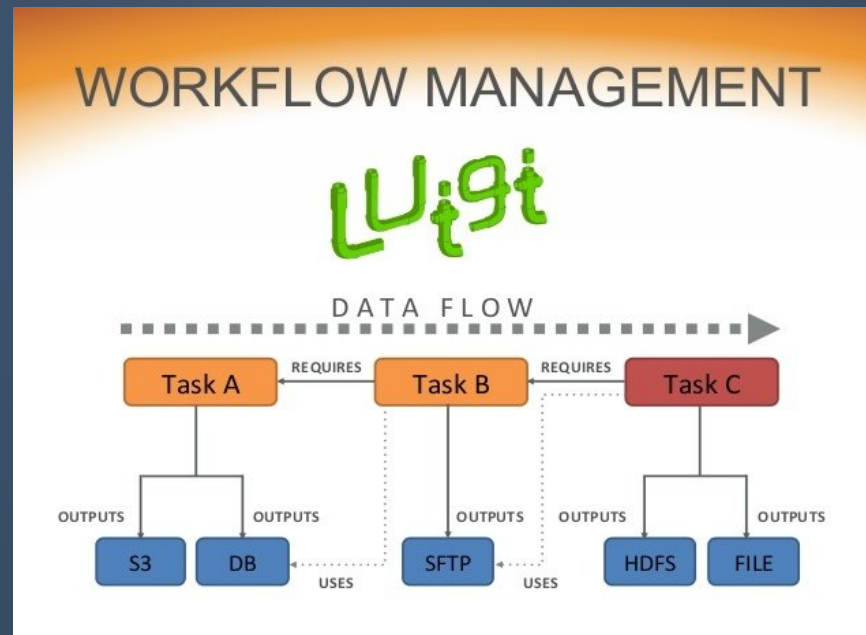 WORKFLOW MANAGEMENT
Luigi
DATA FLOW
REQUIRES REQUIRES
Task A Task B Task C
OUTPUTS OUTPUTS OUTPUTS OUTPUTS OUTPUTS
S3 DB SFTP HDFS FILE
USES USES